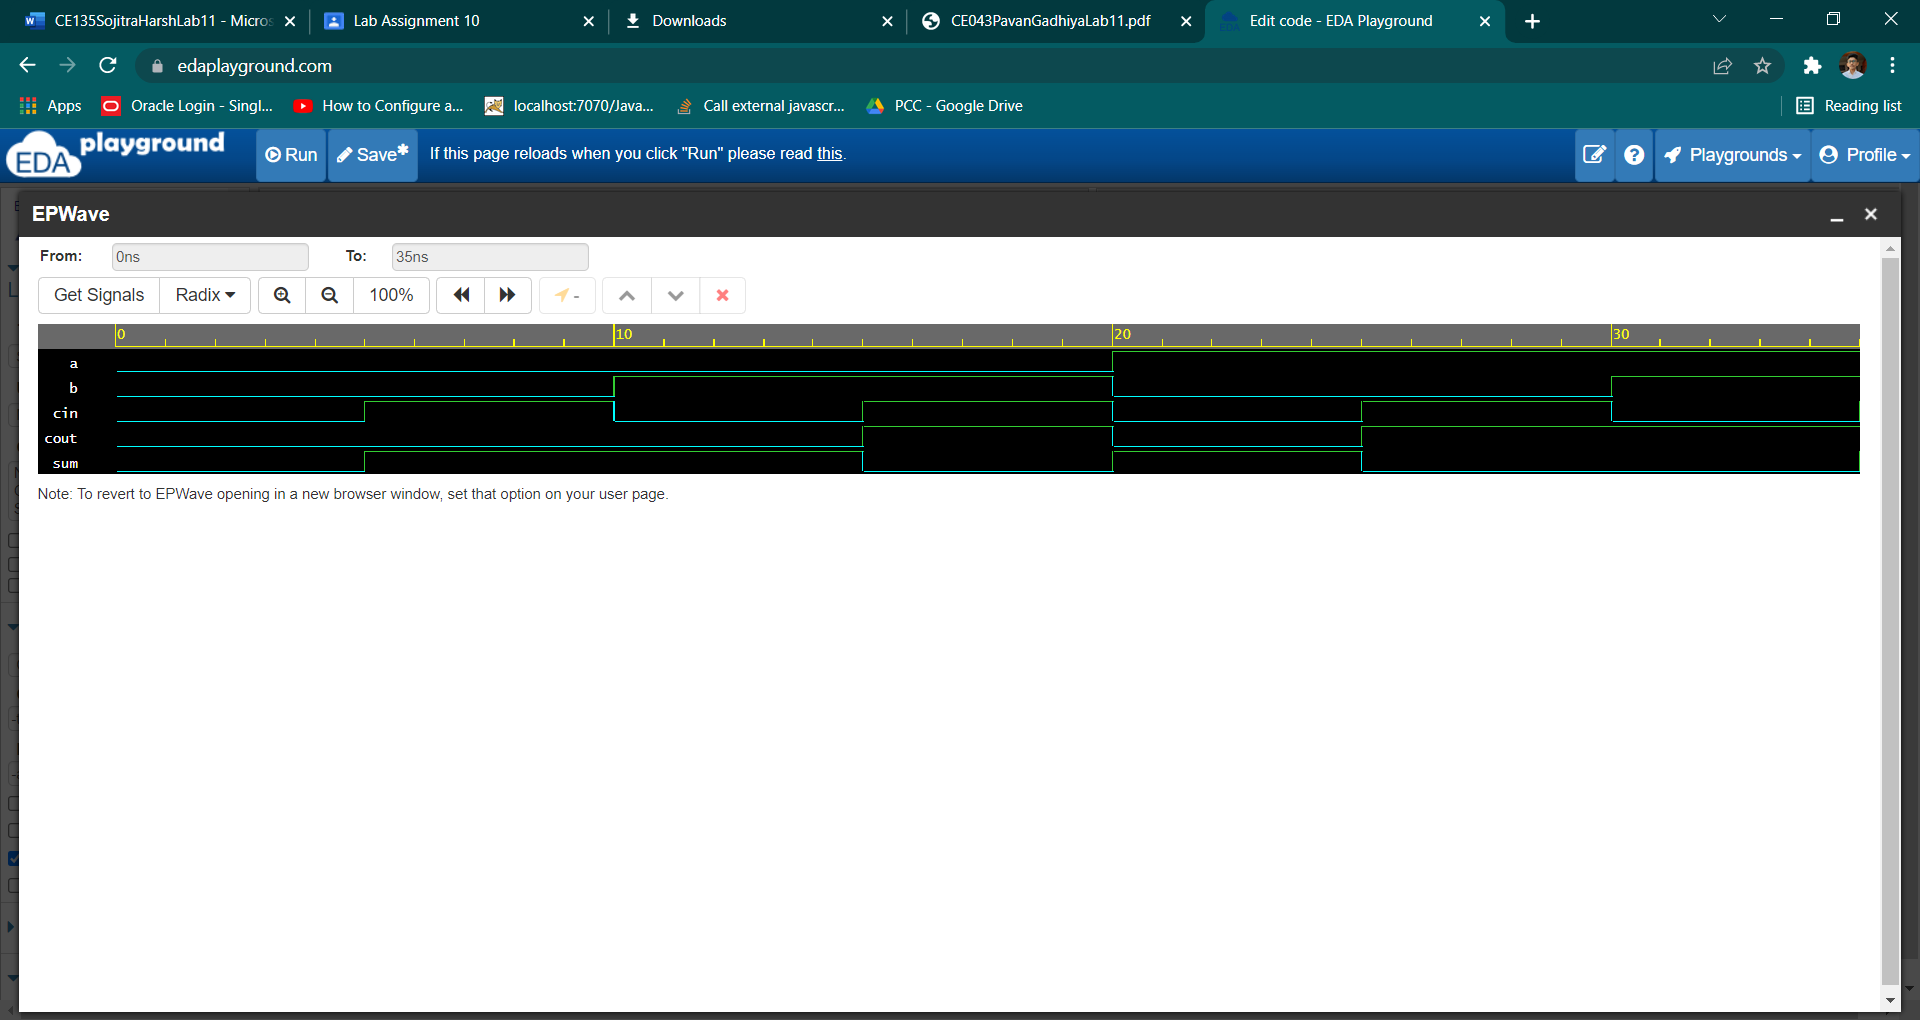 CE135SojitraHarshLab11 - Micros
Lab Assignment 10
Downloads
CE043PavanGadhiyaLab11.pdf
Edit code - EDA Playground
edaplayground.com
Apps
Oracle Login - Singl...
How to Configure a...
localhost:7070/Java...
Call external javascr...
PCC - Google Drive
Reading list
EDA playground
Run
Save*
If this page reloads when you click "Run" please read this.
Playgrounds
Profile
EPWave
From: 0ns To: 35ns
Get Signals Radix 100% -
0 10 20 30
a
b
cin
cout
sum
Note: To revert to EPWave opening in a new browser window, set that option on your user page.